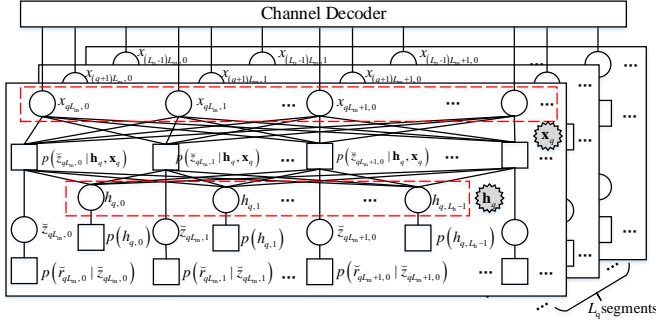 Channel Decoder
x_{(L_q-1)L_m,0} x_{(L_q-1)L_m,1} x_{(L_q-1)L_m+1,0} ...
x_{(q+1)L_m,0} x_{(q+1)L_m,1} x_{(q+1)L_m+1,0} ...
x_{qL_m,0} x_{qL_m,1} ... x_{qL_m+1,0} ... ...
𝐱_q
p(z̆_{qL_m,0} | 𝐡_q, 𝐱_q) p(z̆_{qL_m,1} | 𝐡_q, 𝐱_q) p(z̆_{qL_m+1,0} | 𝐡_q, 𝐱_q) ...
h_{q,0} h_{q,1} ... ... h_{q,L_h-1} 𝐡_q
z̆_{qL_m,0} p(h_{q,0}) z̆_{qL_m,1} p(h_{q,1}) z̆_{qL_m+1,0} p(h_{q,L_h-1})
p(r̆_{qL_m,0} | z̆_{qL_m,0}) p(r̆_{qL_m,1} | z̆_{qL_m,1}) ... p(r̆_{qL_m+1,0} | z̆_{qL_m+1,0}) ... ...
L_q segments